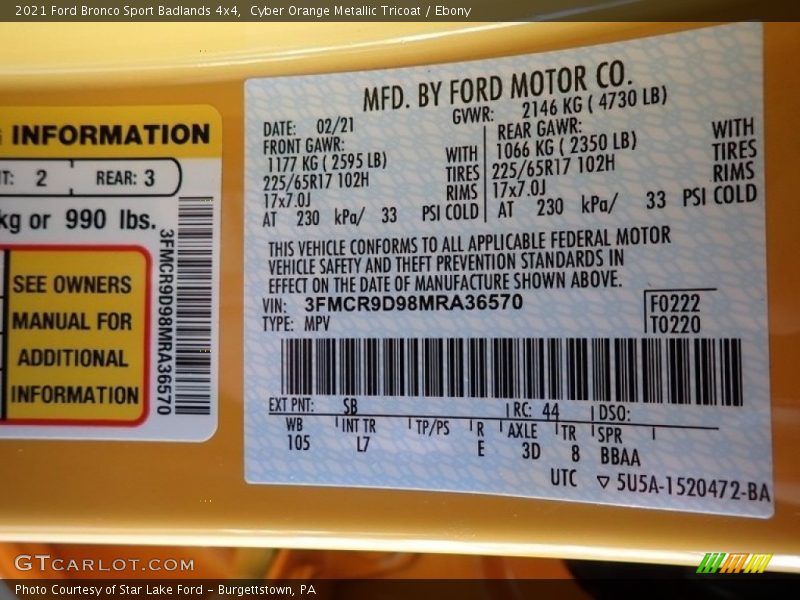 2021 Ford Bronco Sport Badlands 4x4,  Cyber Orange Metallic Tricoat / Ebony
INFORMATION
2 REAR: 3
kg or 990 lbs.
SEE OWNERS
MANUAL FOR
ADDITIONAL
INFORMATION
3FMCR9D98MRA36570
MFD. BY FORD MOTOR CO.
DATE: 02/21 GVWR: 2146 KG ( 4730 LB)
FRONT GAWR: REAR GAWR:
1177 KG ( 2595 LB) WITH 1066 KG ( 2350 LB) WITH
225/65R17 102H TIRES 225/65R17 102H TIRES
17x7.0J RIMS 17x7.0J RIMS
AT 230 kPa/ 33 PSI COLD AT 230 kPa/ 33 PSI COLD
THIS VEHICLE CONFORMS TO ALL APPLICABLE FEDERAL MOTOR
VEHICLE SAFETY AND THEFT PREVENTION STANDARDS IN
EFFECT ON THE DATE OF MANUFACTURE SHOWN ABOVE.
VIN: 3FMCR9D98MRA36570 F0222
TYPE: MPV T0220
EXT PNT: SB RC: 44 DSO:
WB INT TR TP/PS R AXLE TR SPR
105 L7 E 3D 8 BBAA
UTC ▽ 5U5A-1520472-BA
GTCARLOT.COM
Photo Courtesy of Star Lake Ford - Burgettstown, PA